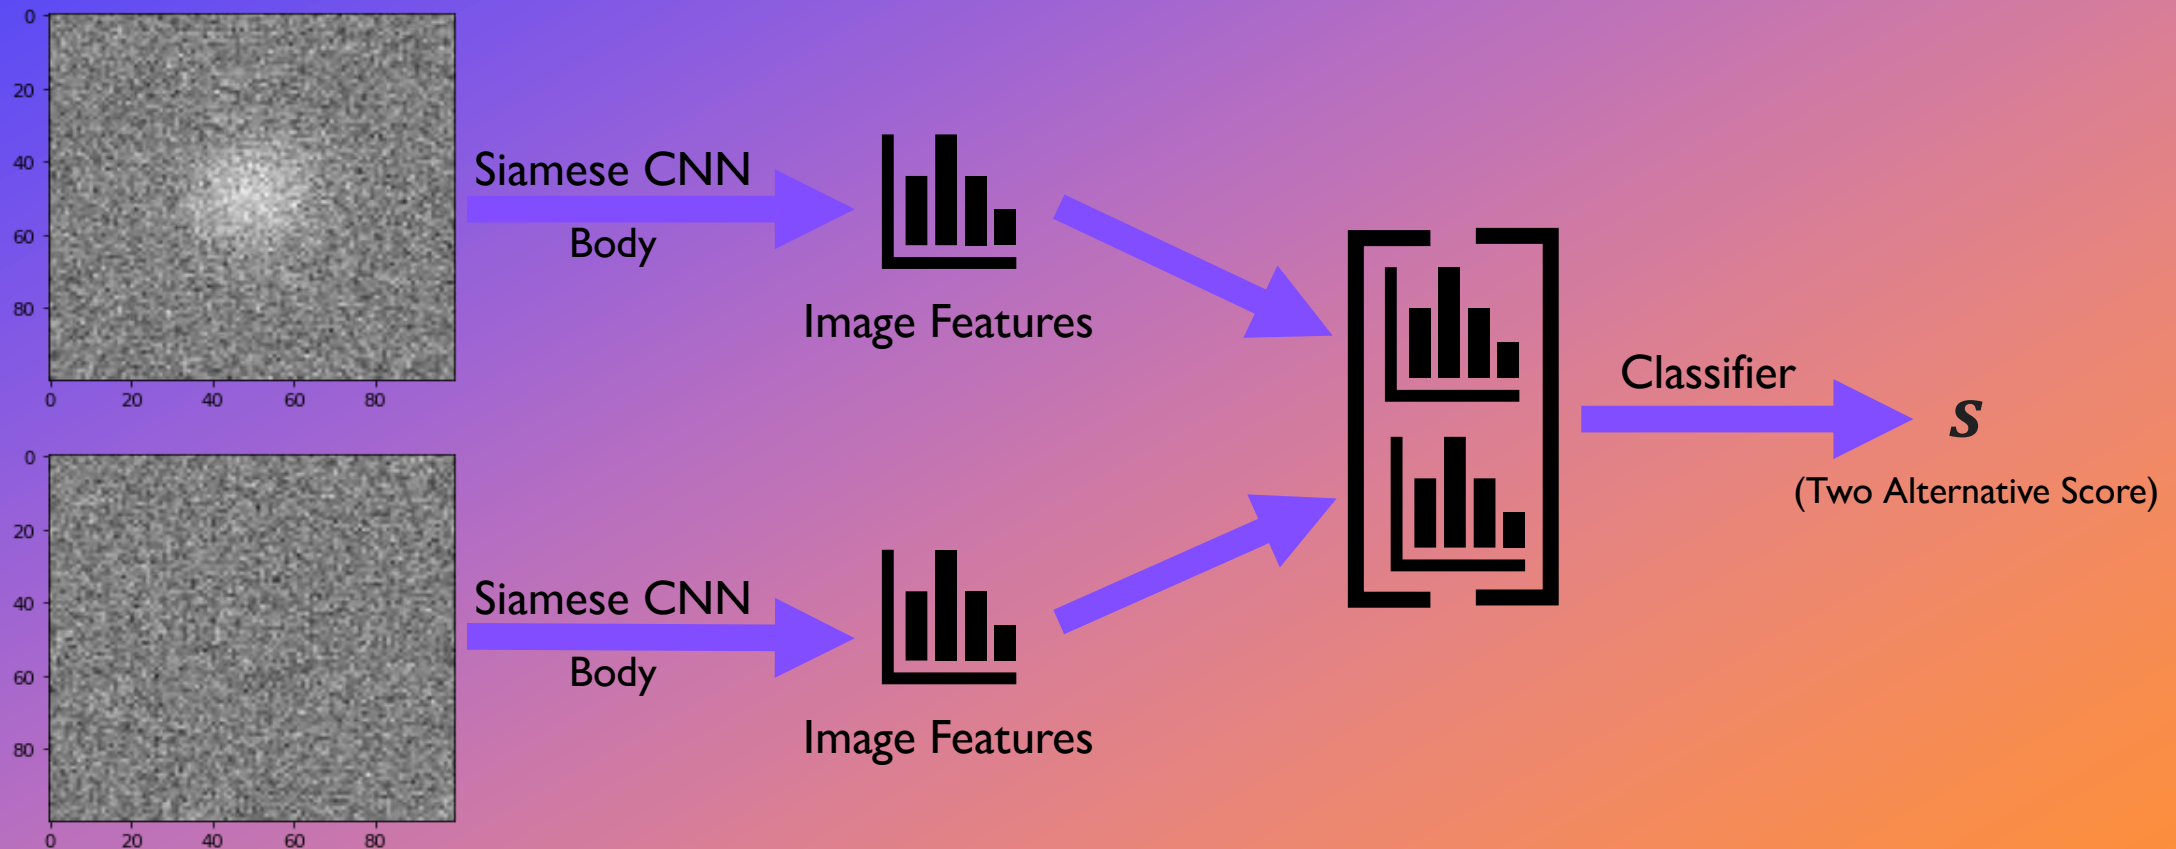 0
20
40
60
80
0 20 40 60 80
Siamese CNN
Body
Image Features
0
20
40
60
80
0 20 40 60 80
Siamese CNN
Body
Image Features
Classifier
s
(Two Alternative Score)